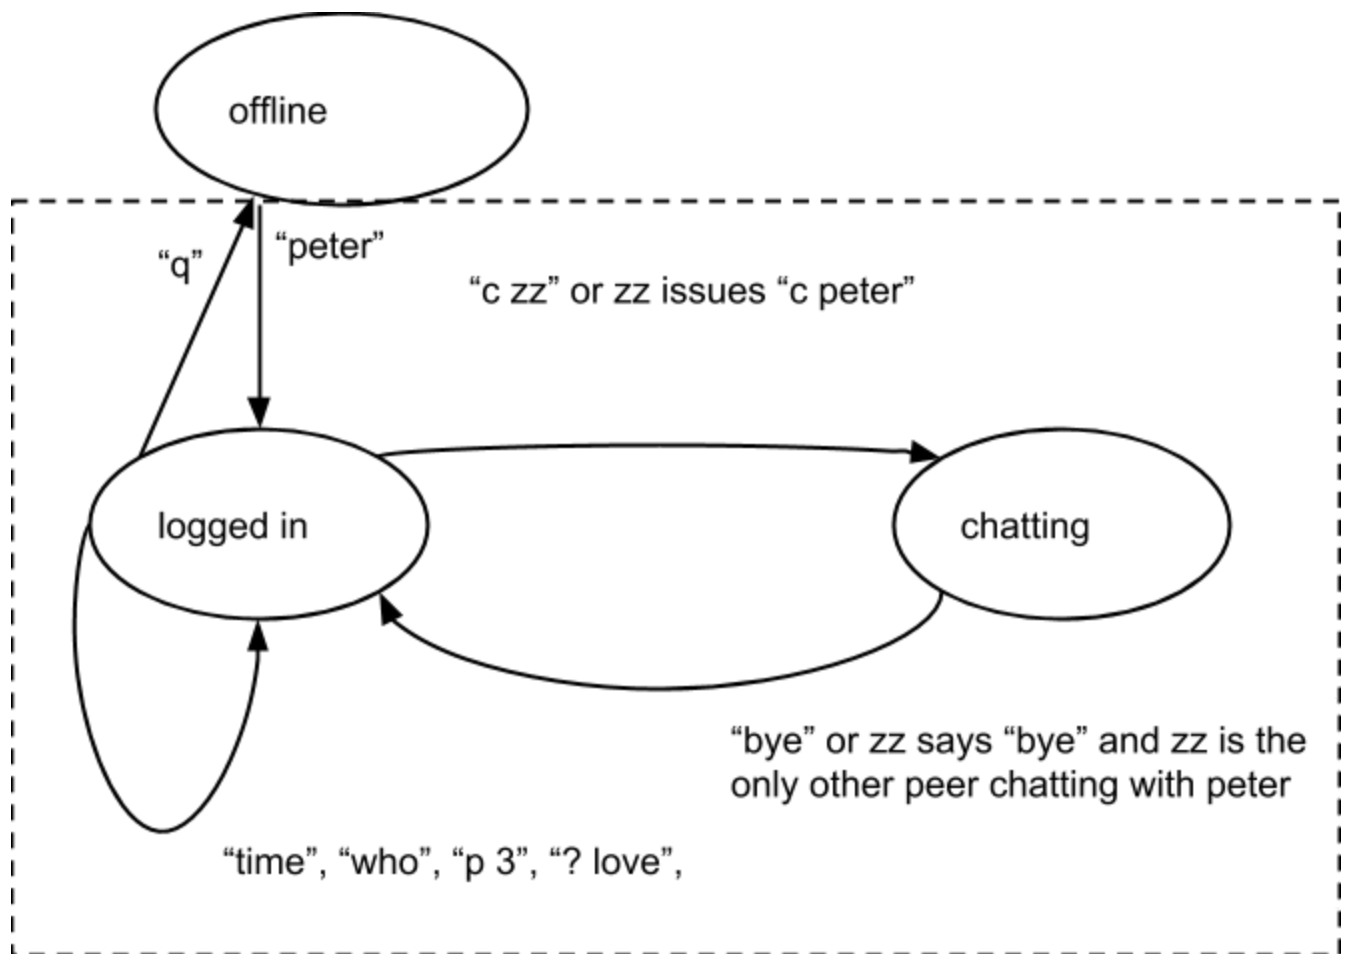 offline
“q”
“peter”
“c zz” or zz issues “c peter”
logged in
chatting
“bye” or zz says “bye” and zz is the
only other peer chatting with peter
“time”, “who”, “p 3”, “? love”,